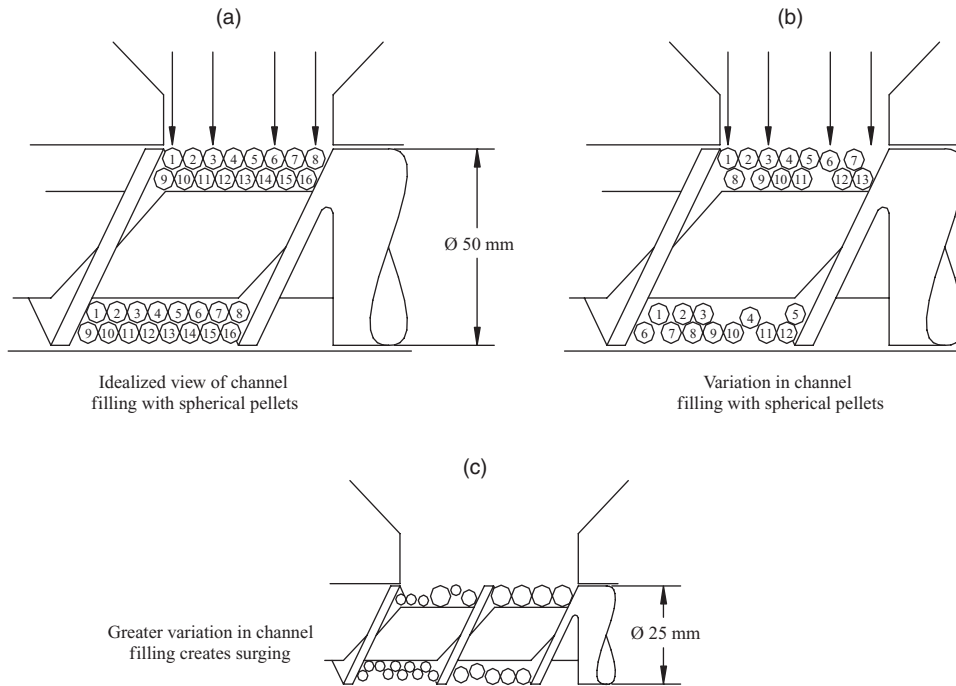 (a)
(b)
1 2 3 4 5 6 7 8
9 10 11 12 13 14 15 16
1 2 3 4 5 6 7
8 9 10 11 12 13
Ø 50 mm
1 2 3 4 5 6 7 8
9 10 11 12 13 14 15 16
1 2 3 4 5
6 7 8 9 10 11 12
Idealized view of channel
filling with spherical pellets
Variation in channel
filling with spherical pellets
(c)
Greater variation in channel
filling creates surging
Ø 25 mm